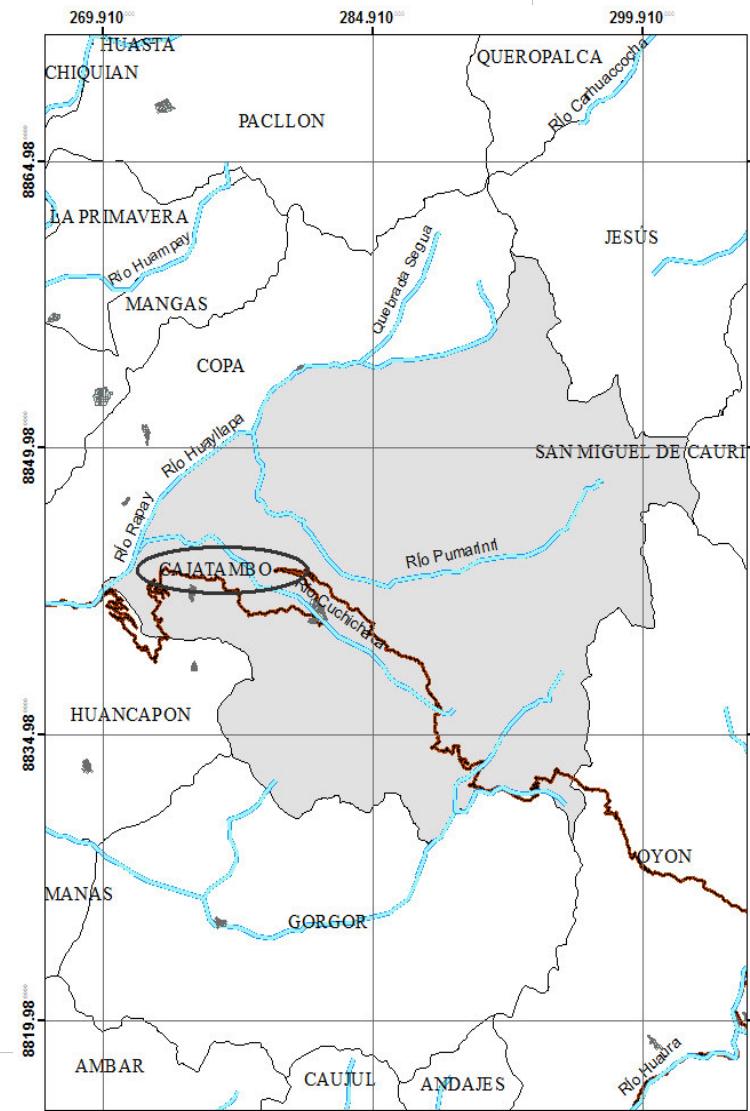 269.910
284.910
299.910
HUASTA
CHIQUIAN
QUEROPALCA
Río Carhuaccocha
PACLLON
8864.98
LA PRIMAVERA
JESÚS
Quebrada Segua
Río Huampay
MANGAS
COPA
8849.98
Río Huayllapa
SAN MIGUEL DE CAURI
Río Rapay
Río Pumarinri
CAJATAMBO
Río Cuchichaca
HUANCAPON
8834.98
OYON
MANAS
GORGOR
8819.98
Río Huaura
AMBAR
CAUJUL
ANDAJES